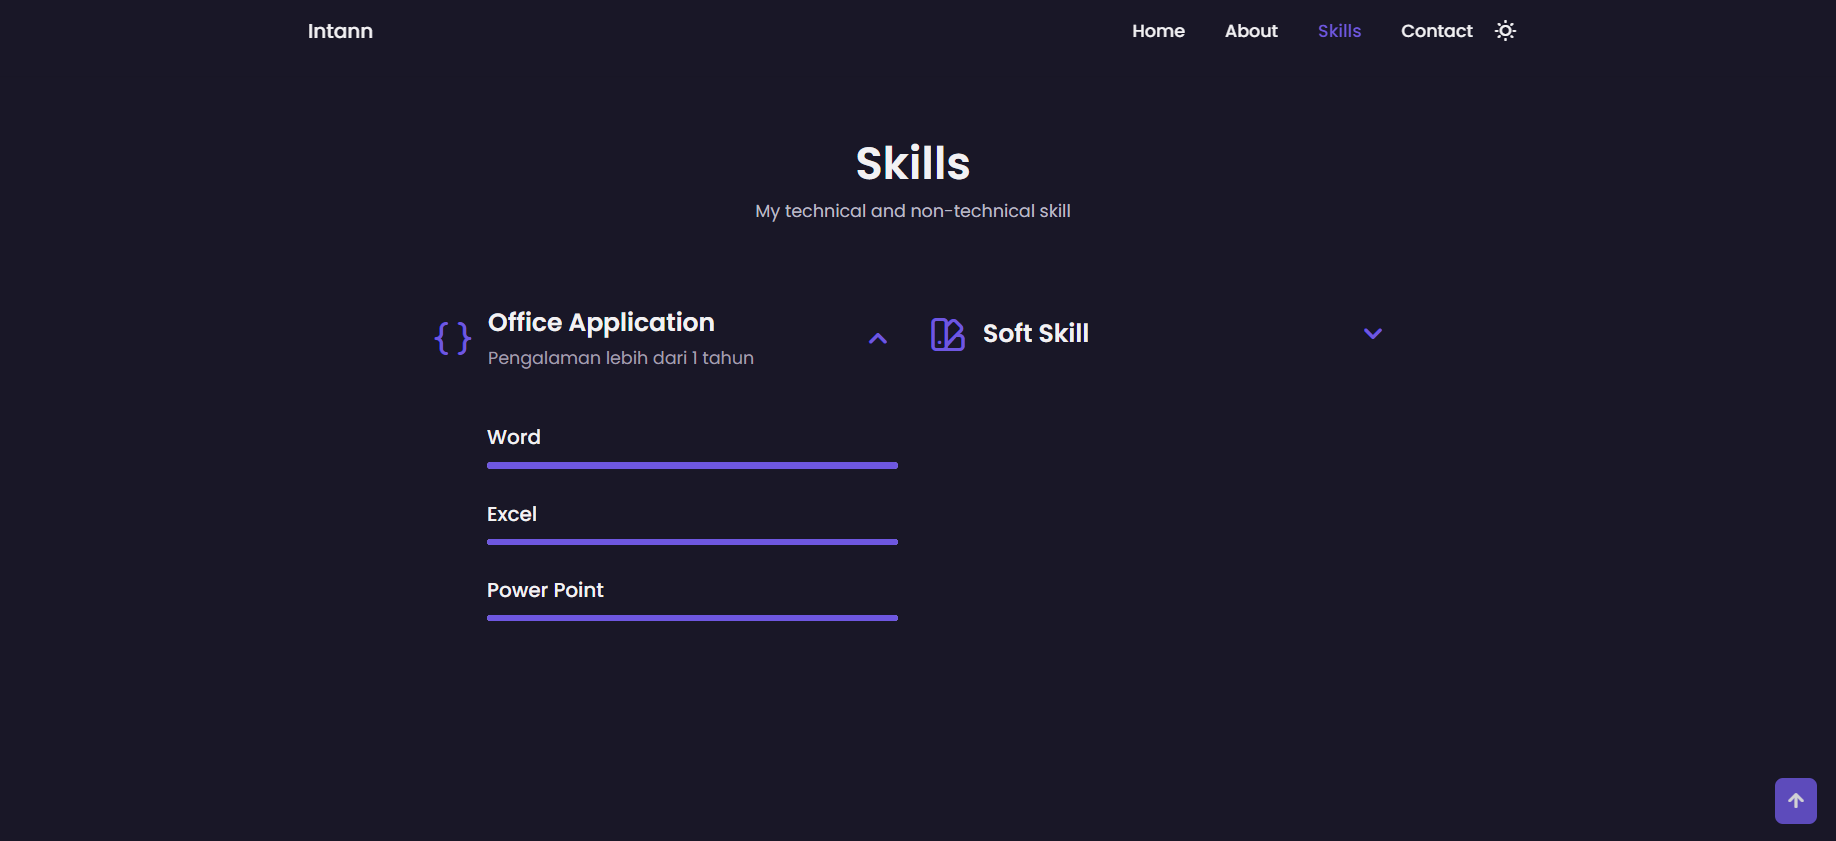 Intann
Home About Skills Contact
Skills
My technical and non-technical skill
Office Application
Pengalaman lebih dari 1 tahun
Word
Excel
Power Point
Soft Skill